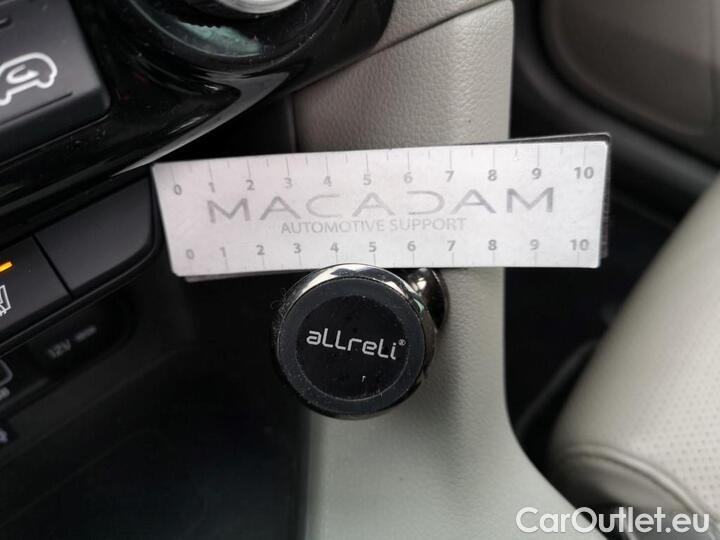 0 1 2 3 4 5 6 7 8 9 10
MACADAM
AUTOMOTIVE SUPPORT
0 1 2 3 4 5 6 7 8 9 10
allreli®
12V
CarOutlet.eu